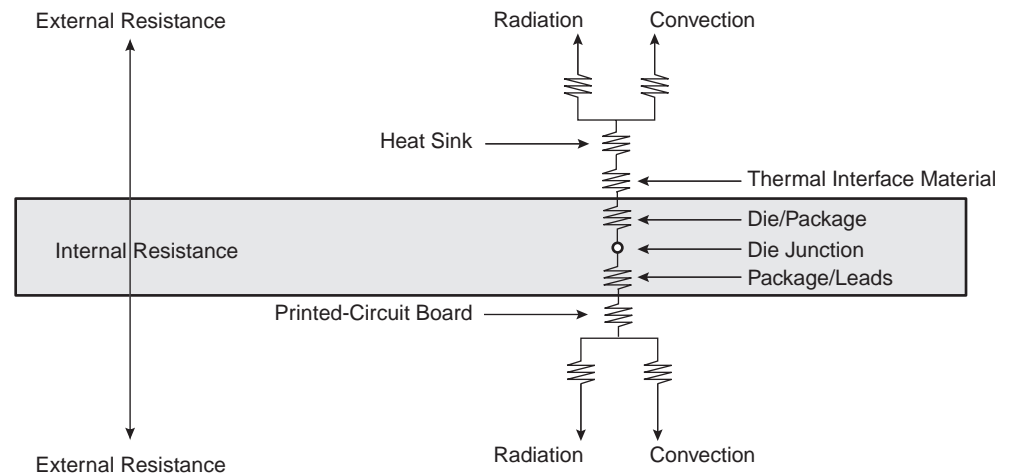 External Resistance
Radiation
Convection
Heat Sink
Thermal Interface Material
Die/Package
Internal Resistance
Die Junction
Package/Leads
Printed-Circuit Board
Radiation
Convection
External Resistance